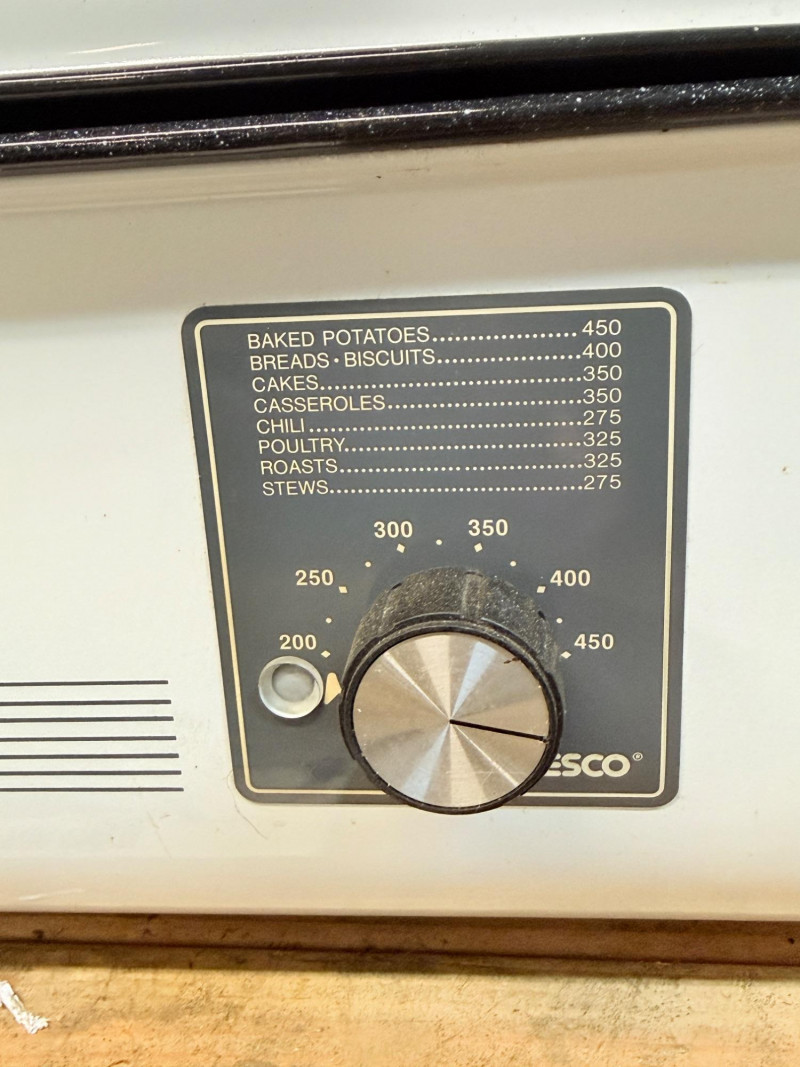 BAKED POTATOES.....................450
BREADS · BISCUITS.....................400
CAKES.....................350
CASSEROLES.....................350
CHILI.....................275
POULTRY.....................325
ROASTS.....................325
STEWS.....................275
300 350
250 400
200 450
ESCO®